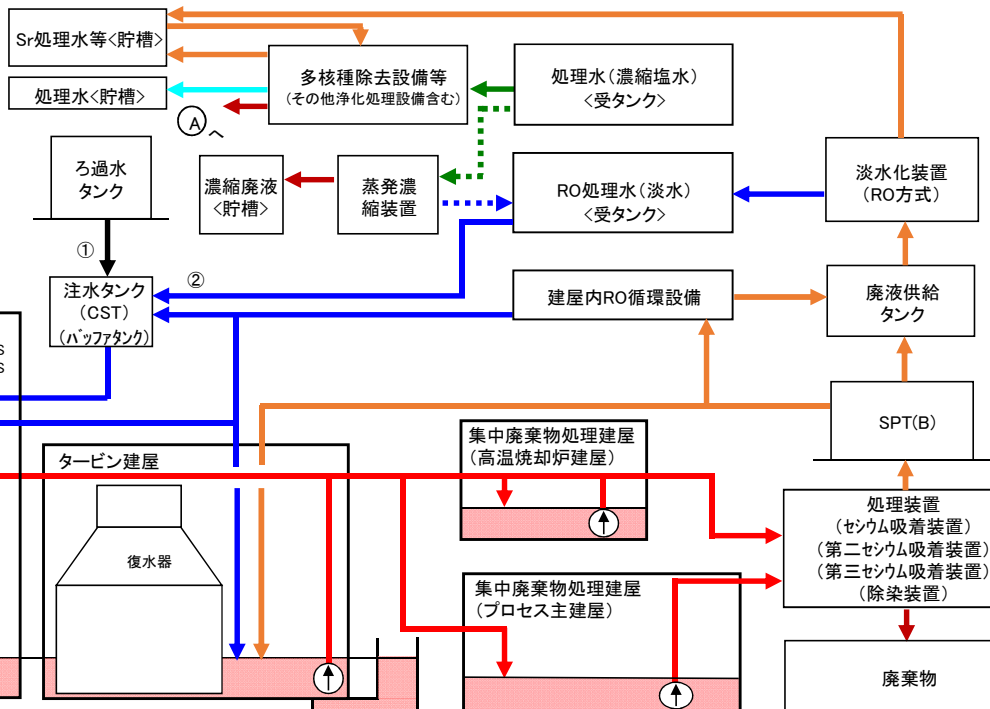 Sr処理水等<貯槽>
処理水<貯槽>
多核種除去設備等
(その他浄化処理設備含む)
処理水(濃縮塩水)
<受タンク>
Ⓐへ
ろ過水
タンク
濃縮廃液
<貯槽>
蒸発濃
縮装置
RO処理水(淡水)
<受タンク>
淡水化装置
(RO方式)
①
②
注水タンク
(CST)
(バッファタンク)
建屋内RO循環設備
廃液供給
タンク
S
S
SPT(B)
タービン建屋
復水器
集中廃棄物処理建屋
(高温焼却炉建屋)
集中廃棄物処理建屋
(プロセス主建屋)
処理装置
(セシウム吸着装置)
(第二セシウム吸着装置)
(第三セシウム吸着装置)
(除染装置)
廃棄物